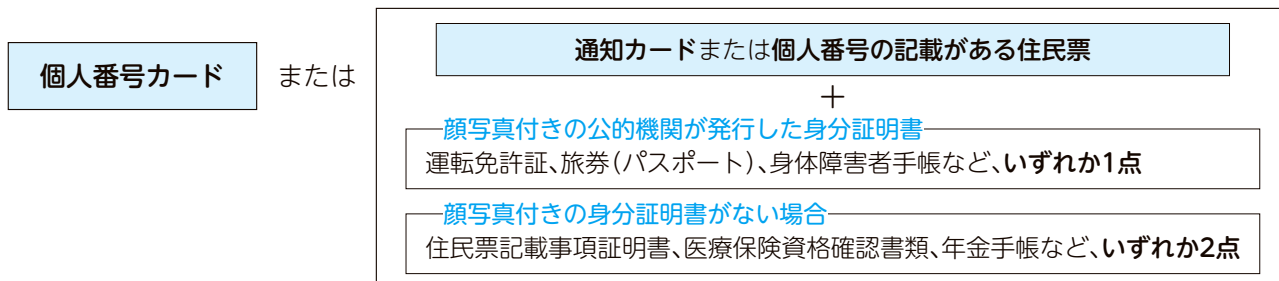 個人番号カード
または
通知カードまたは個人番号の記載がある住民票
+
顔写真付きの公的機関が発行した身分証明書
運転免許証、旅券(パスポート)、身体障害者手帳など、いずれか1点
顔写真付きの身分証明書がない場合
住民票記載事項証明書、医療保険資格確認書類、年金手帳など、いずれか2点